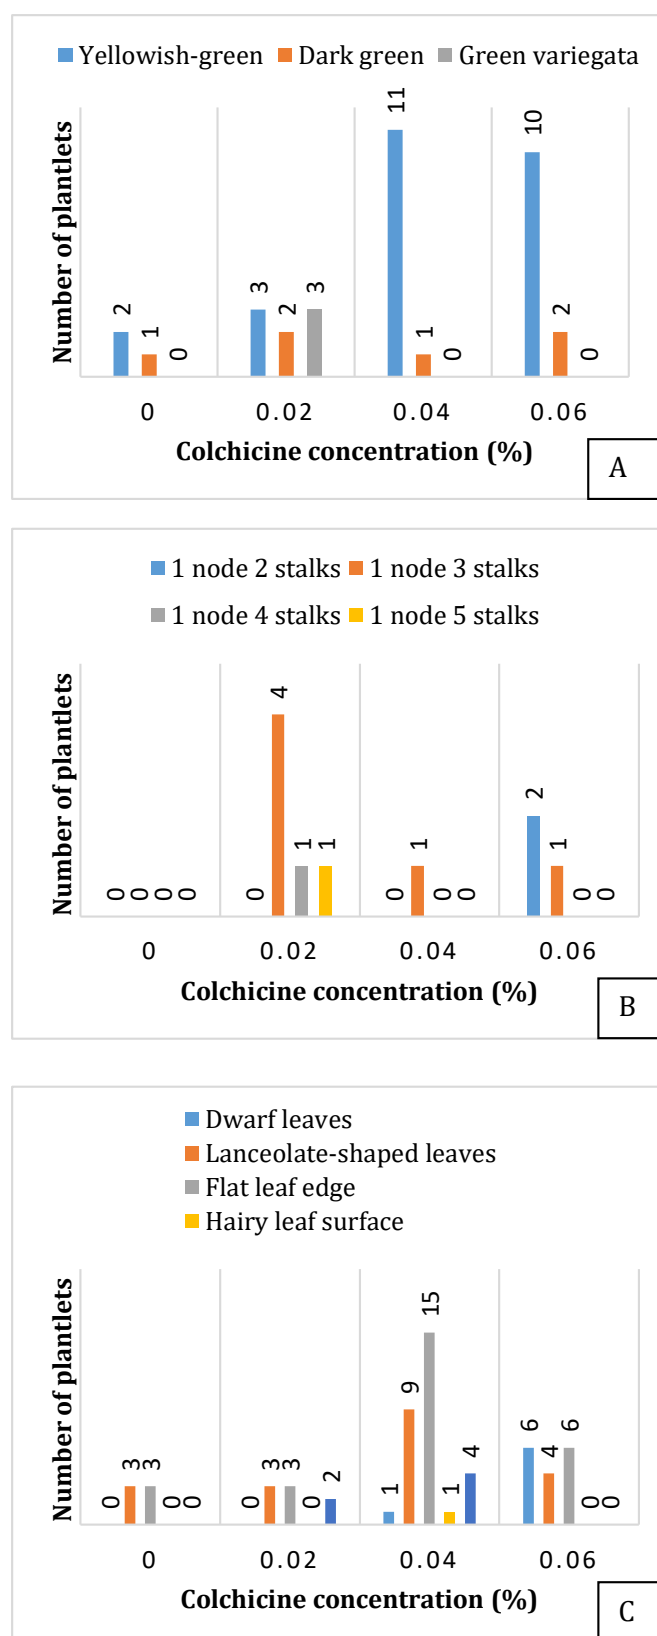 Yellowish-green Dark green Green variegata
Number of plantlets
2 1 0 3 2 3 11 1 0 10 2 0
0 0.02 0.04 0.06
Colchicine concentration (%)
A
1 node 2 stalks 1 node 3 stalks
1 node 4 stalks 1 node 5 stalks
Number of plantlets
0 0 0 0 0 4 1 1 0 1 0 0 2 1 0 0
0 0.02 0.04 0.06
Colchicine concentration (%)
B
Dwarf leaves
Lanceolate-shaped leaves
Flat leaf edge
Hairy leaf surface
Number of plantlets
0 3 3 0 0 0 3 3 0 2 1 9 15 1 4 6 4 6 0 0
0 0.02 0.04 0.06
Colchicine concentration (%)
C